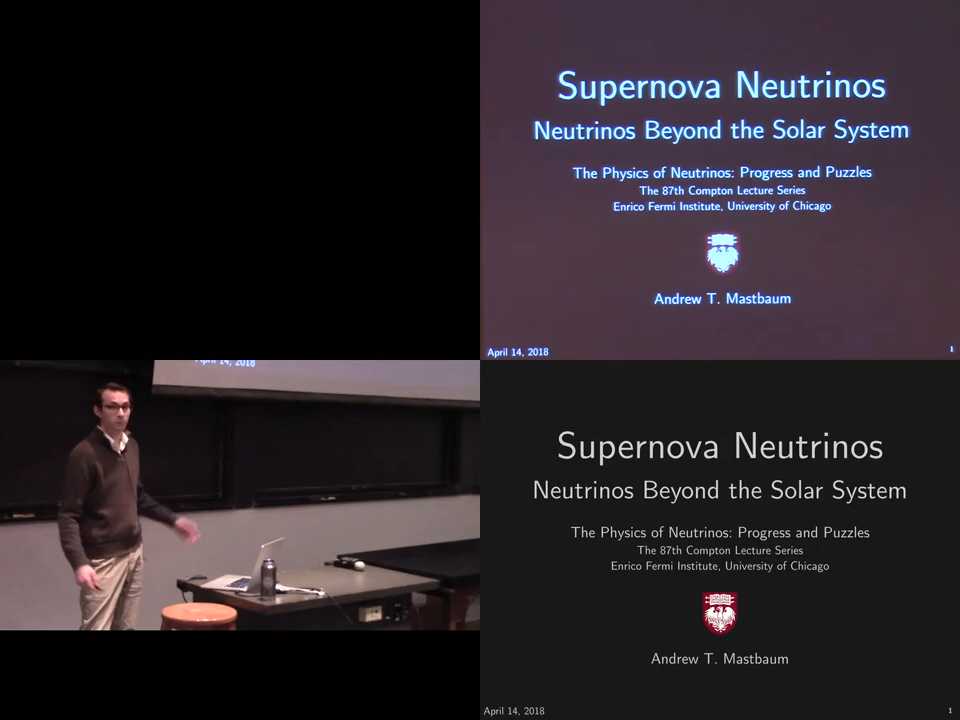 Supernova Neutrinos
Neutrinos Beyond the Solar System
The Physics of Neutrinos: Progress and Puzzles
The 87th Compton Lecture Series
Enrico Fermi Institute, University of Chicago
Andrew T. Mastbaum
April 14, 2018
1
April 14, 2018
Supernova Neutrinos
Neutrinos Beyond the Solar System
The Physics of Neutrinos: Progress and Puzzles
The 87th Compton Lecture Series
Enrico Fermi Institute, University of Chicago
Andrew T. Mastbaum
April 14, 2018
1